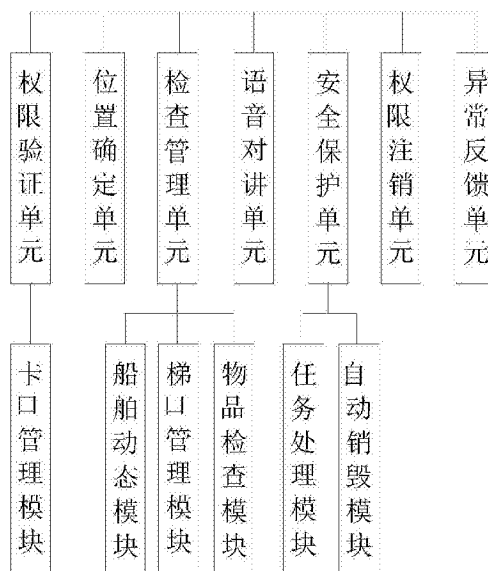 权限验证单元
位置确定单元
检查管理单元
语音对讲单元
安全保护单元
权限注销单元
异常反馈单元
卡口管理模块
船舶动态模块
梯口管理模块
物品检查模块
任务处理模块
自动销毁模块